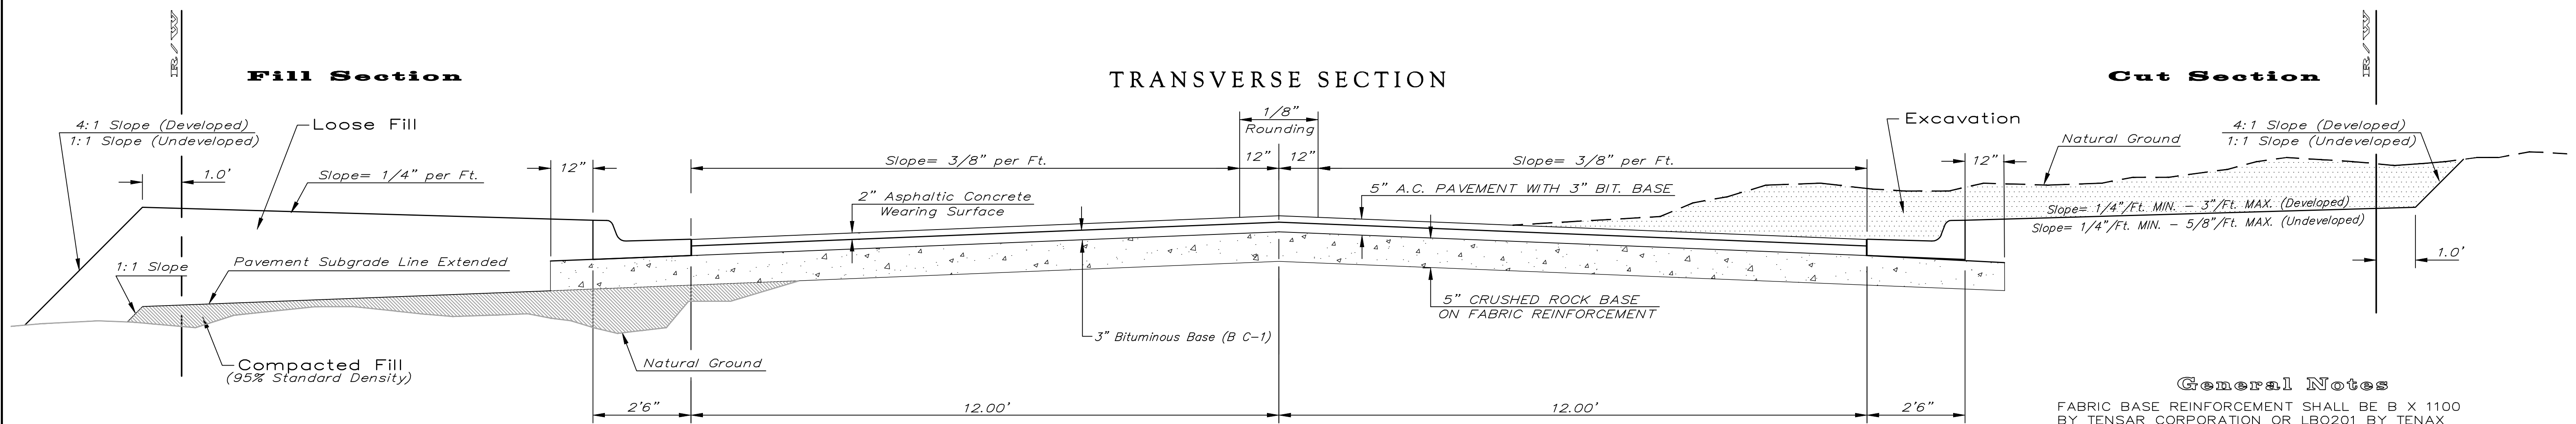 R/W
Fill Section
TRANSVERSE SECTION
Cut Section
R/W
4:1 Slope (Developed)
1:1 Slope (Undeveloped)
Loose Fill
1/8"
Rounding
Excavation
Natural Ground
4:1 Slope (Developed)
1:1 Slope (Undeveloped)
1.0'
Slope= 1/4" per Ft.
12"
Slope= 3/8" per Ft.
12"
12"
Slope= 3/8" per Ft.
12"
2" Asphaltic Concrete
Wearing Surface
5" A.C. PAVEMENT WITH 3" BIT. BASE
Slope= 1/4"/Ft. MIN. - 3"/Ft. MAX. (Developed)
Slope= 1/4"/Ft. MIN. - 5/8"/Ft. MAX. (Undeveloped)
1:1 Slope
Pavement Subgrade Line Extended
1.0'
5" CRUSHED ROCK BASE
ON FABRIC REINFORCEMENT
3" Bituminous Base (B C-1)
Compacted Fill
(95% Standard Density)
Natural Ground
2'6"
12.00'
12.00'
2'6"
General Notes
FABRIC BASE REINFORCEMENT SHALL BE B X 1100
BY TENSAR CORPORATION OR LBO201 BY TENAX